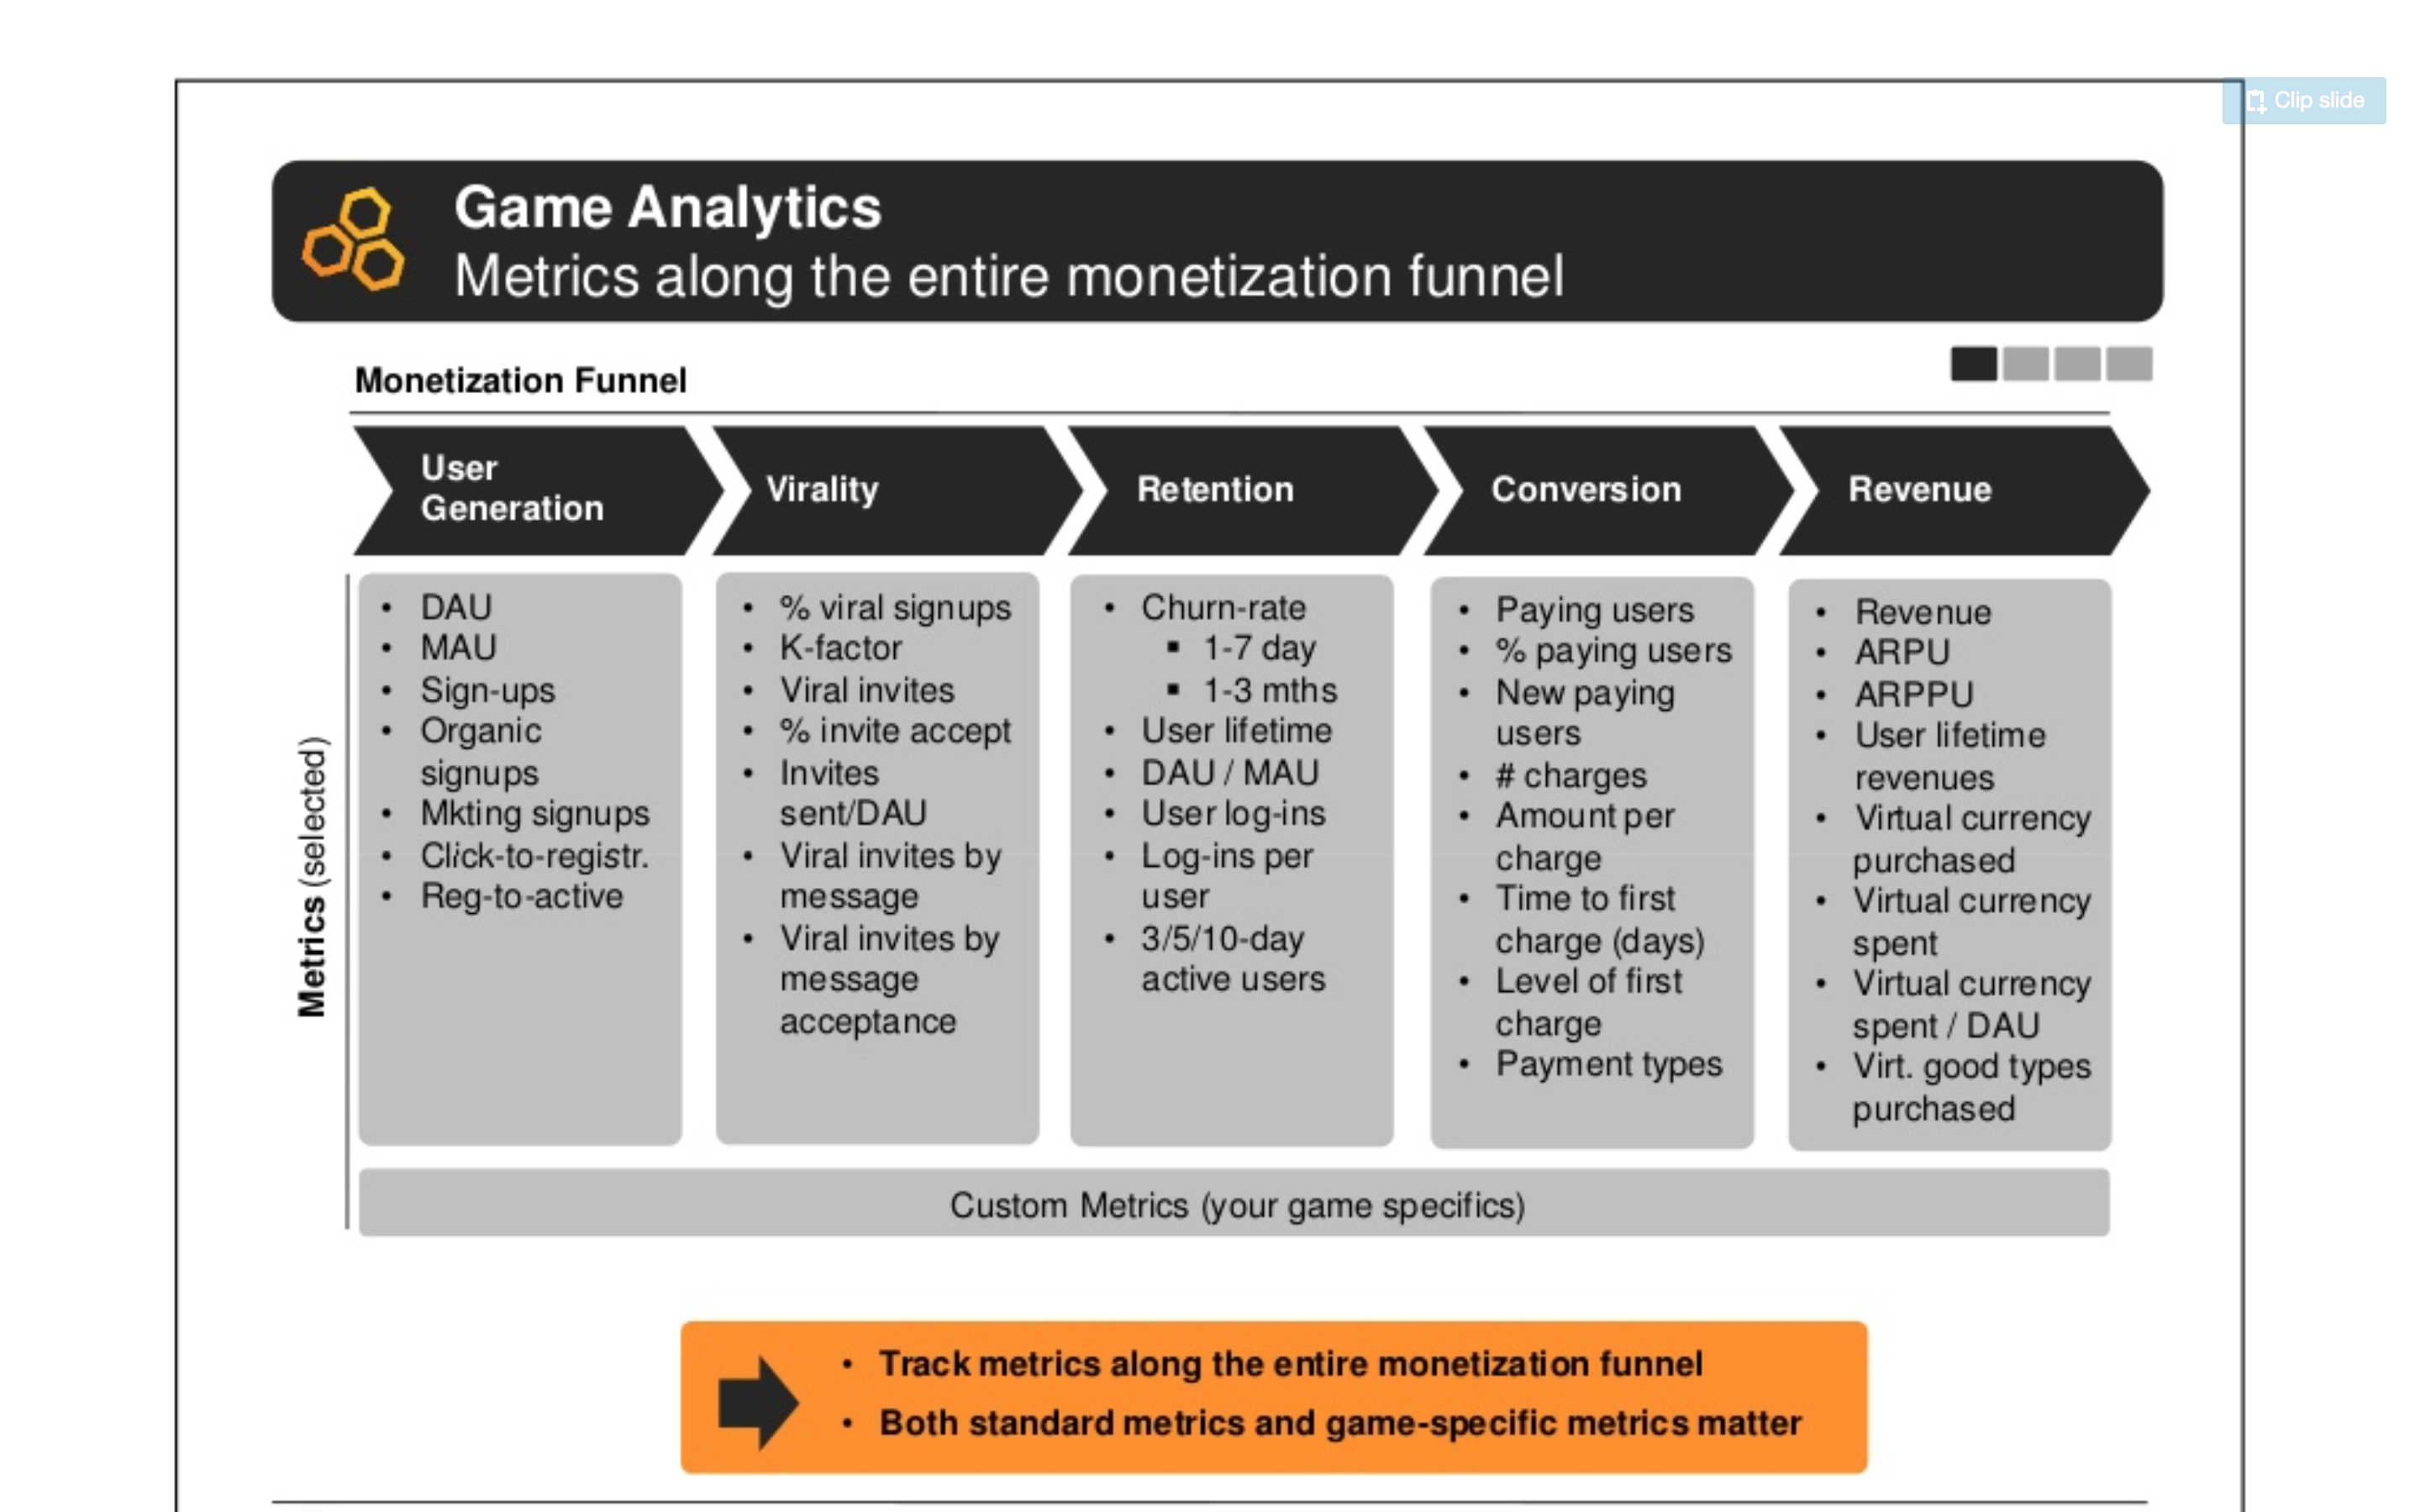 Clip slide
Game Analytics
Metrics along the entire monetization funnel
Monetization Funnel
User
Generation
Virality
Retention
Conversion
Revenue
Metrics (selected)
• DAU
• MAU
• Sign-ups
• Organic
signups
• Mkting signups
• Click-to-registr.
• Reg-to-active
• % viral signups
• K-factor
• Viral invites
• % invite accept
• Invites
sent/DAU
• Viral invites by
message
• Viral invites by
message
acceptance
• Churn-rate
▪ 1-7 day
▪ 1-3 mths
• User lifetime
• DAU / MAU
• User log-ins
• Log-ins per
user
• 3/5/10-day
active users
• Paying users
• % paying users
• New paying
users
• # charges
• Amount per
charge
• Time to first
charge (days)
• Level of first
charge
• Payment types
• Revenue
• ARPU
• ARPPU
• User lifetime
revenues
• Virtual currency
purchased
• Virtual currency
spent
• Virtual currency
spent / DAU
• Virt. good types
purchased
Custom Metrics (your game specifics)
• Track metrics along the entire monetization funnel
• Both standard metrics and game-specific metrics matter